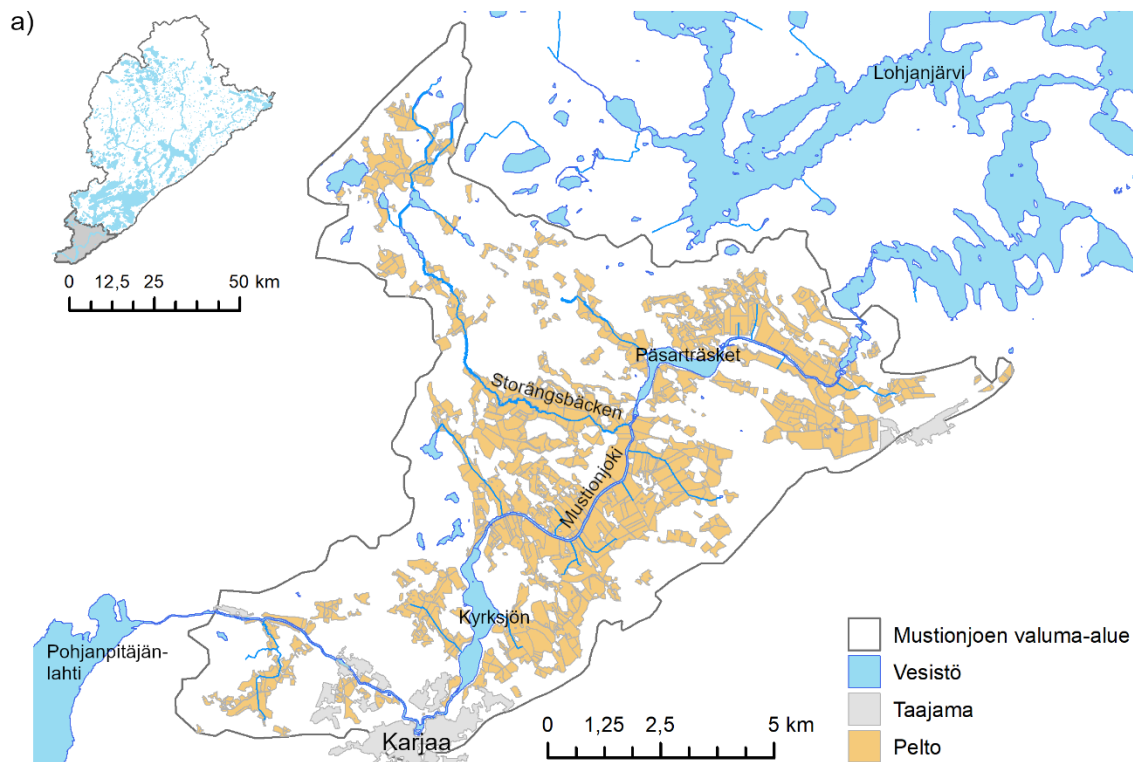 a)
Lohjanjärvi
0 12,5 25 50 km
Päsarträsket
Storängsbäcken
Mustionjoki
Kyrksjön
Pohjanpitäjän-
lahti
Karjaa
0 1,25 2,5 5 km
Mustionjoen valuma-alue
Vesistö
Taajama
Pelto